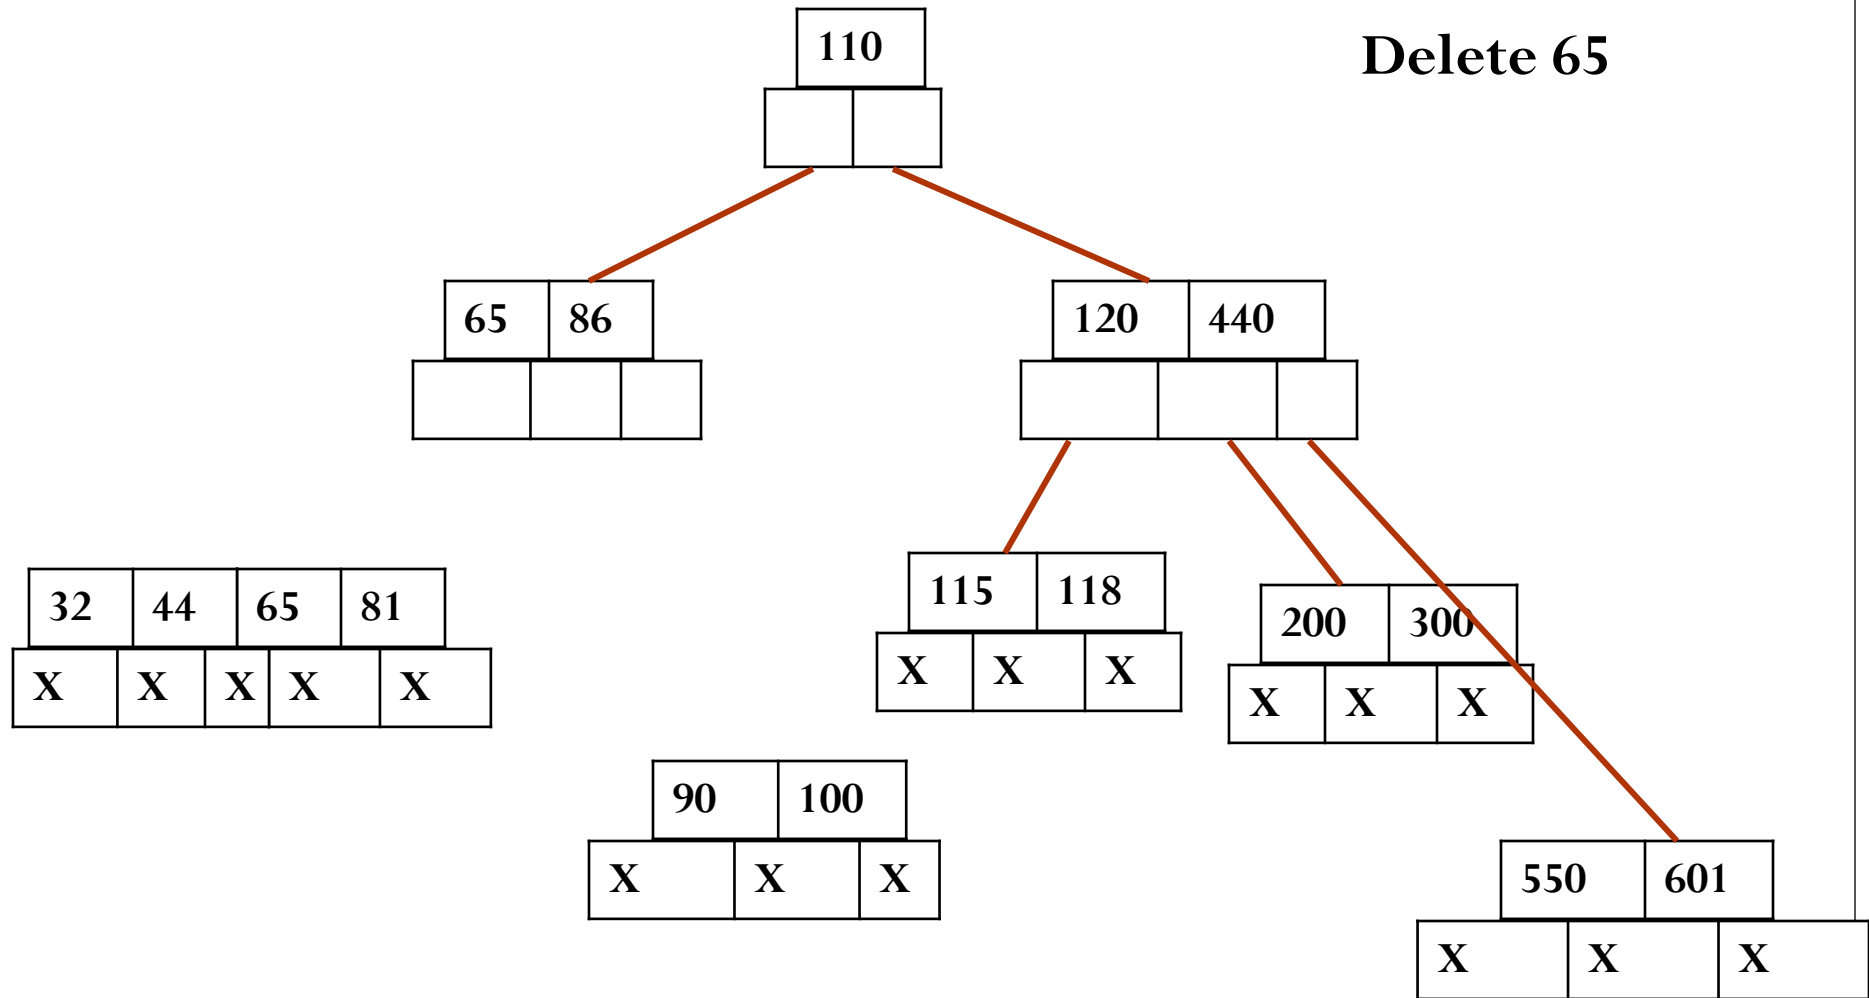 110
Delete 65
65 86
120 440
115 118
32 44 65 81
200 300
X X X
X X X X X
X X X
90 100
X X X
550 601
X X X